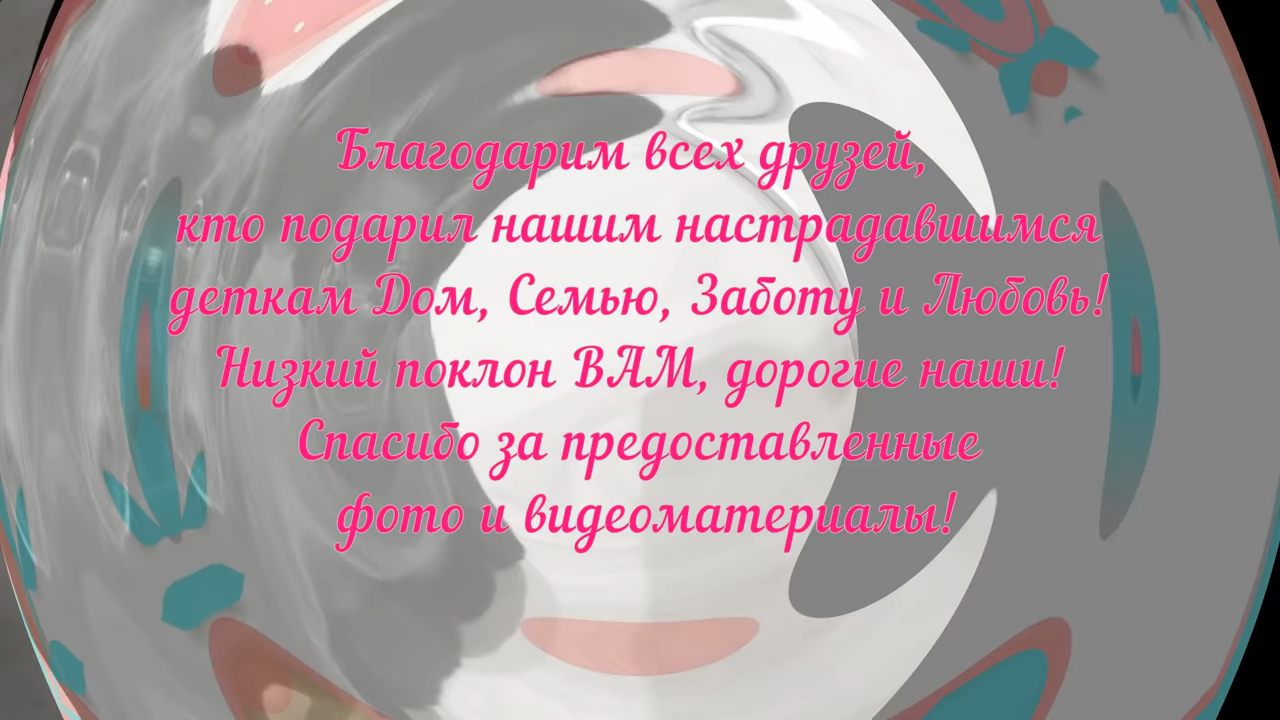 Благодарим всех друзей,
кто подарил нашим настрадавшимся
деткам Дом, Семью, Заботу и Любовь!
Низкий поклон ВАМ, дорогие наши!
Спасибо за предоставленные
фото и видеоматериалы!